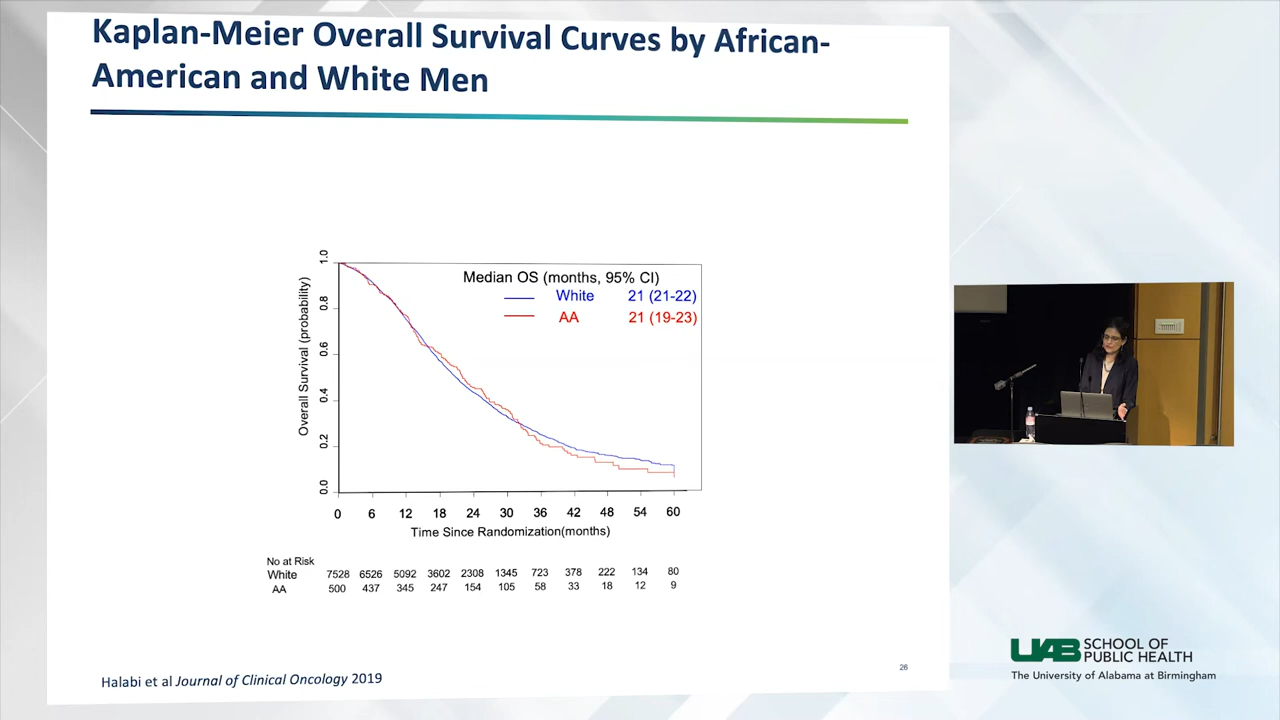 Kaplan-Meier Overall Survival Curves by African-
American and White Men
Median OS (months, 95% CI)
White 21 (21-22)
AA 21 (19-23)
Overall Survival (probability)
1.0
0.8
0.6
0.4
0.2
0.0
0 6 12 18 24 30 36 42 48 54 60
Time Since Randomization(months)
No at Risk
White 7528 6526 5092 3602 2308 1345 723 378 222 134 80
AA 500 437 345 247 154 105 58 33 18 12 9
Halabi et al Journal of Clinical Oncology 2019
26
UAB SCHOOL OF
PUBLIC HEALTH
The University of Alabama at Birmingham